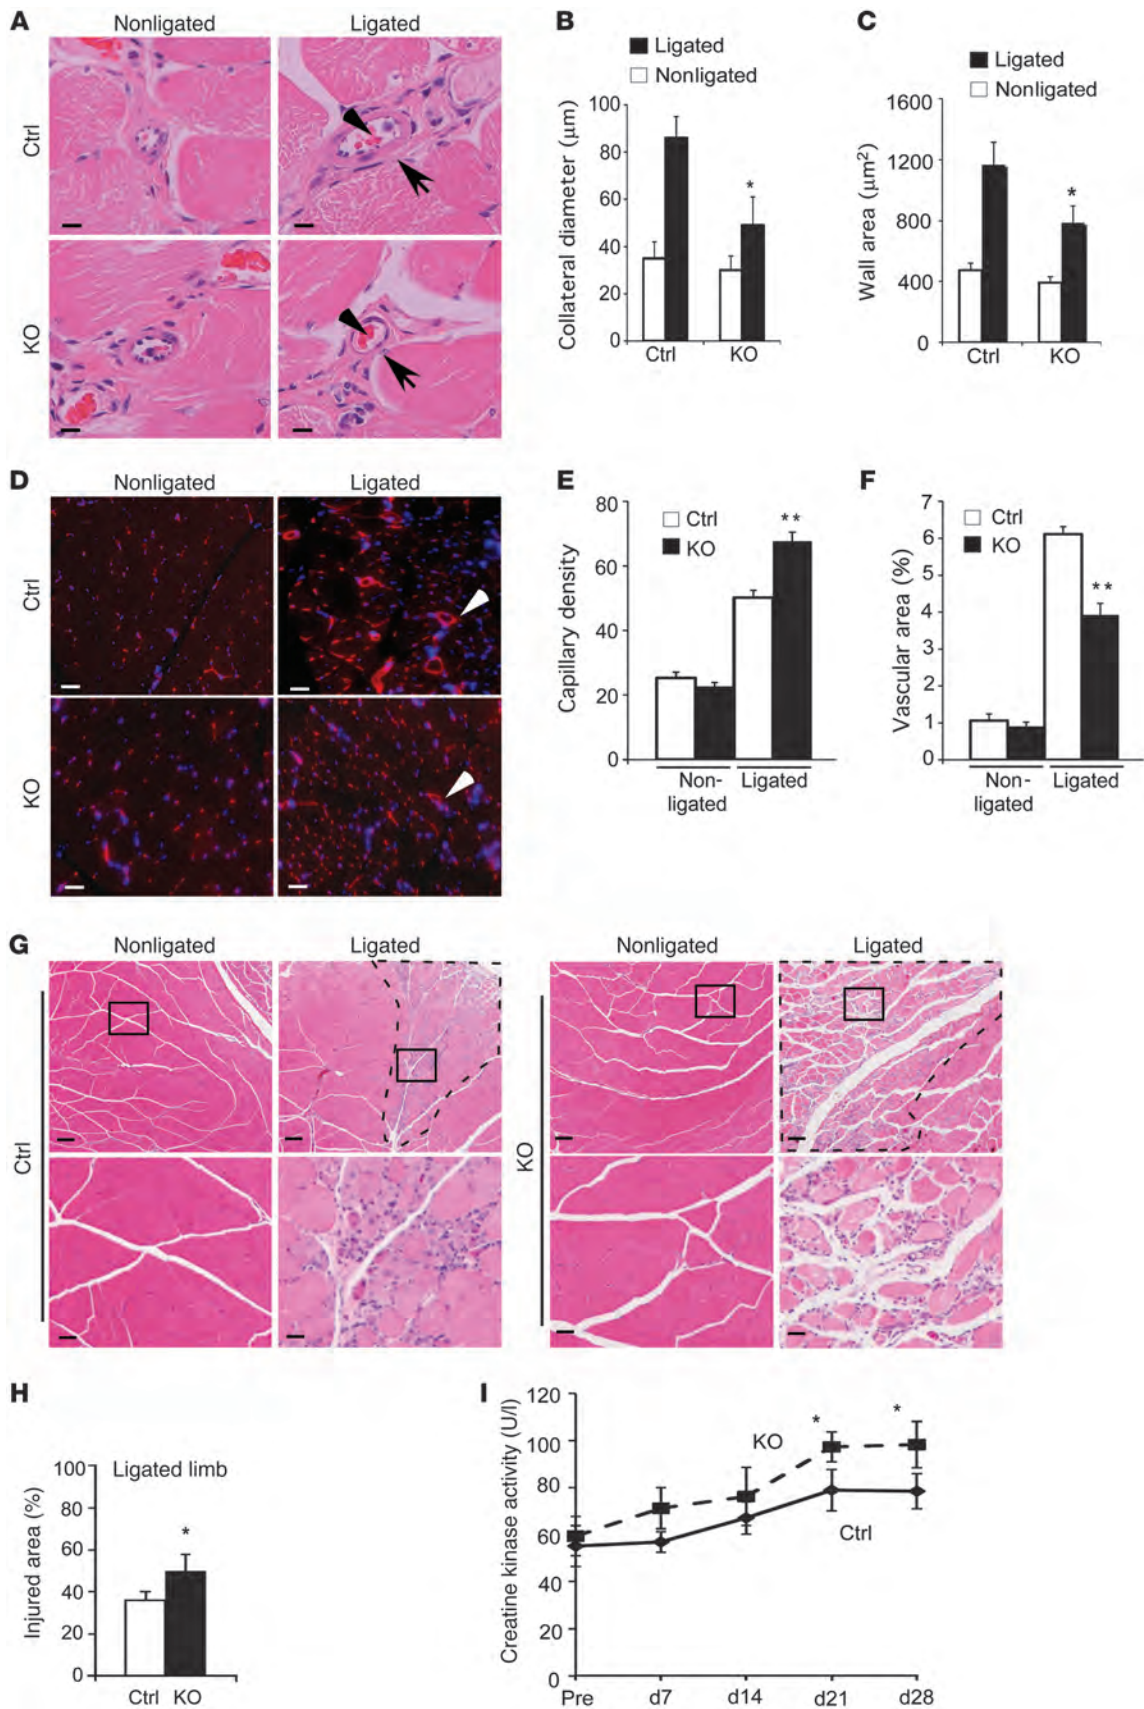 A
Nonligated
Ligated
Ctrl
KO
B
Ligated
Nonligated
Collateral diameter (μm)
100
80
60
40
20
0
*
Ctrl
KO
C
Ligated
Nonligated
Wall area (μm²)
1600
1200
800
400
0
*
Ctrl
KO
D
Nonligated
Ligated
Ctrl
KO
E
Capillary density
80
60
40
20
0
Ctrl
KO
**
Non-
ligated
Ligated
F
Vascular area (%)
7
6
5
4
3
2
1
0
Ctrl
KO
**
Non-
ligated
Ligated
G
Nonligated
Ligated
Nonligated
Ligated
Ctrl
KO
H
Injured area (%)
100
80
60
40
20
0
Ligated limb
*
Ctrl
KO
I
Creatine kinase activity (U/l)
120
100
80
60
40
20
0
KO
*
*
Ctrl
Pre
d7
d14
d21
d28